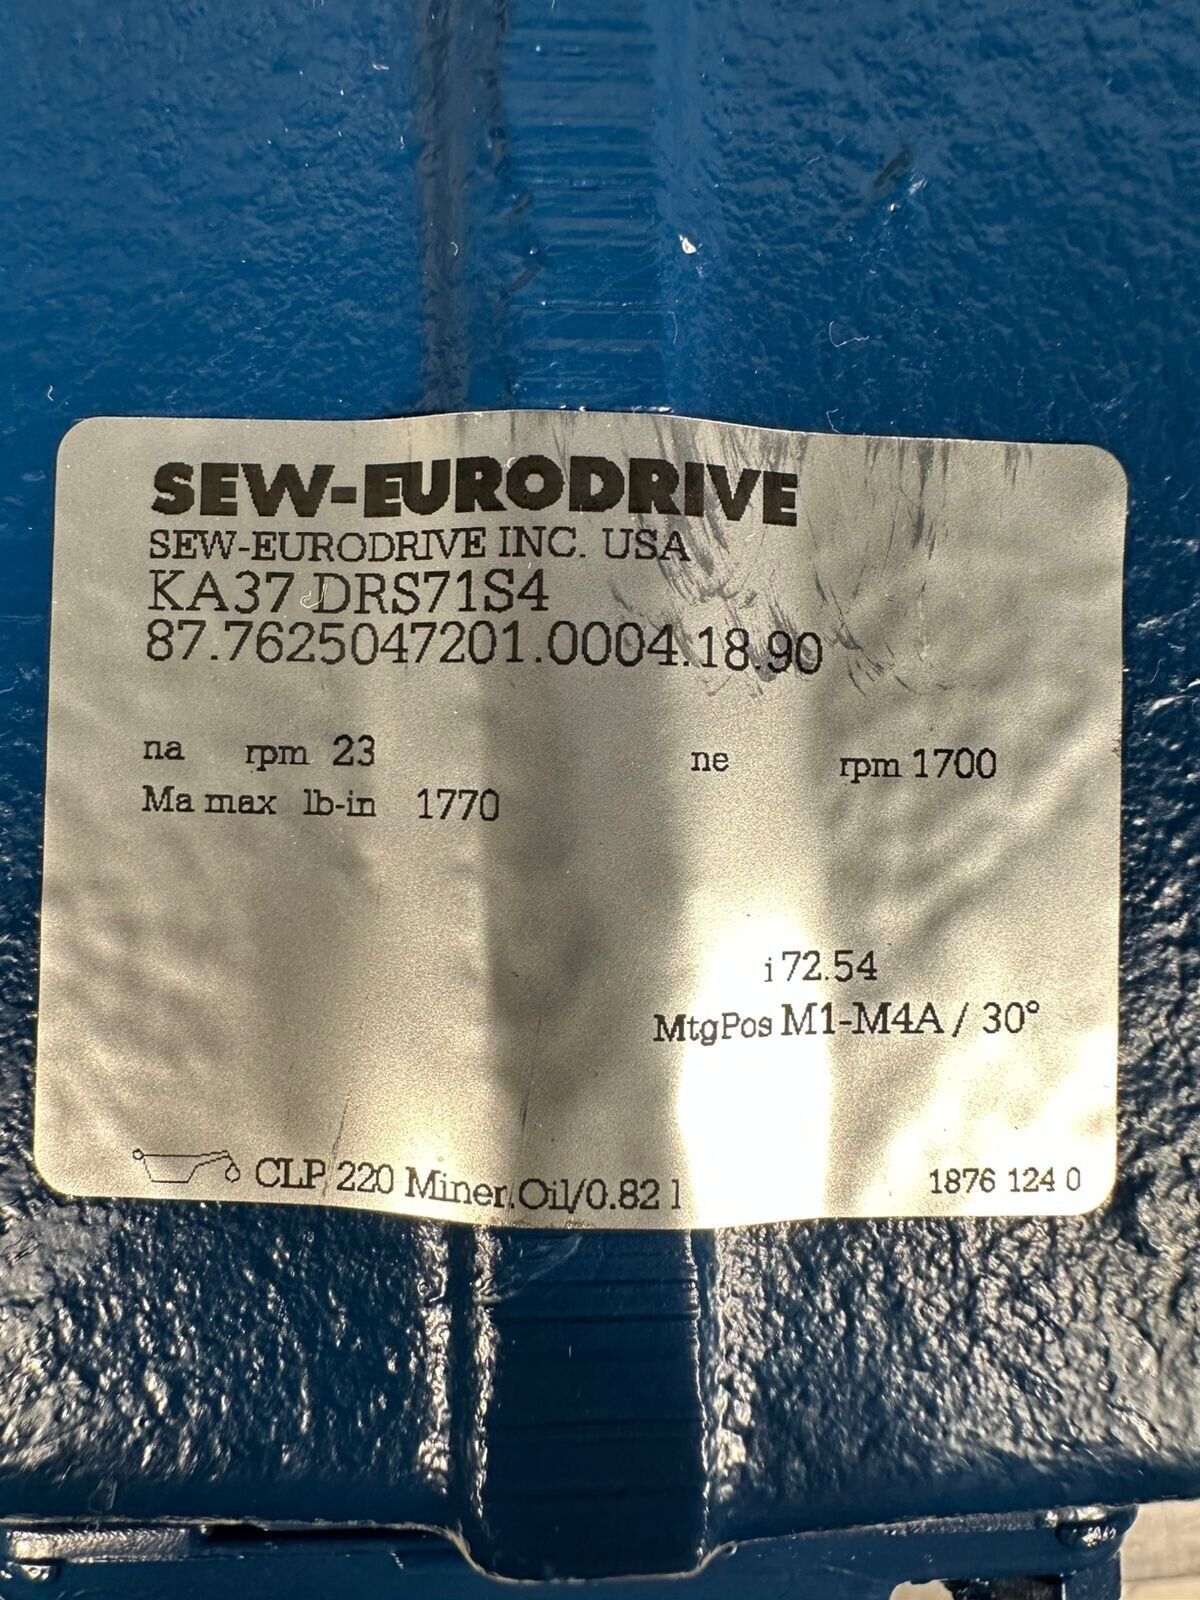 SEW-EURODRIVE
SEW-EURODRIVE INC. USA
KA37 DRS71S4
87.7625047201.0004.18.90
na rpm 23 ne rpm 1700
Ma max lb-in 1770
i 72.54
MtgPos M1-M4A / 30°
CLP 220 Miner.Oil/0.82 l 1876 124 0